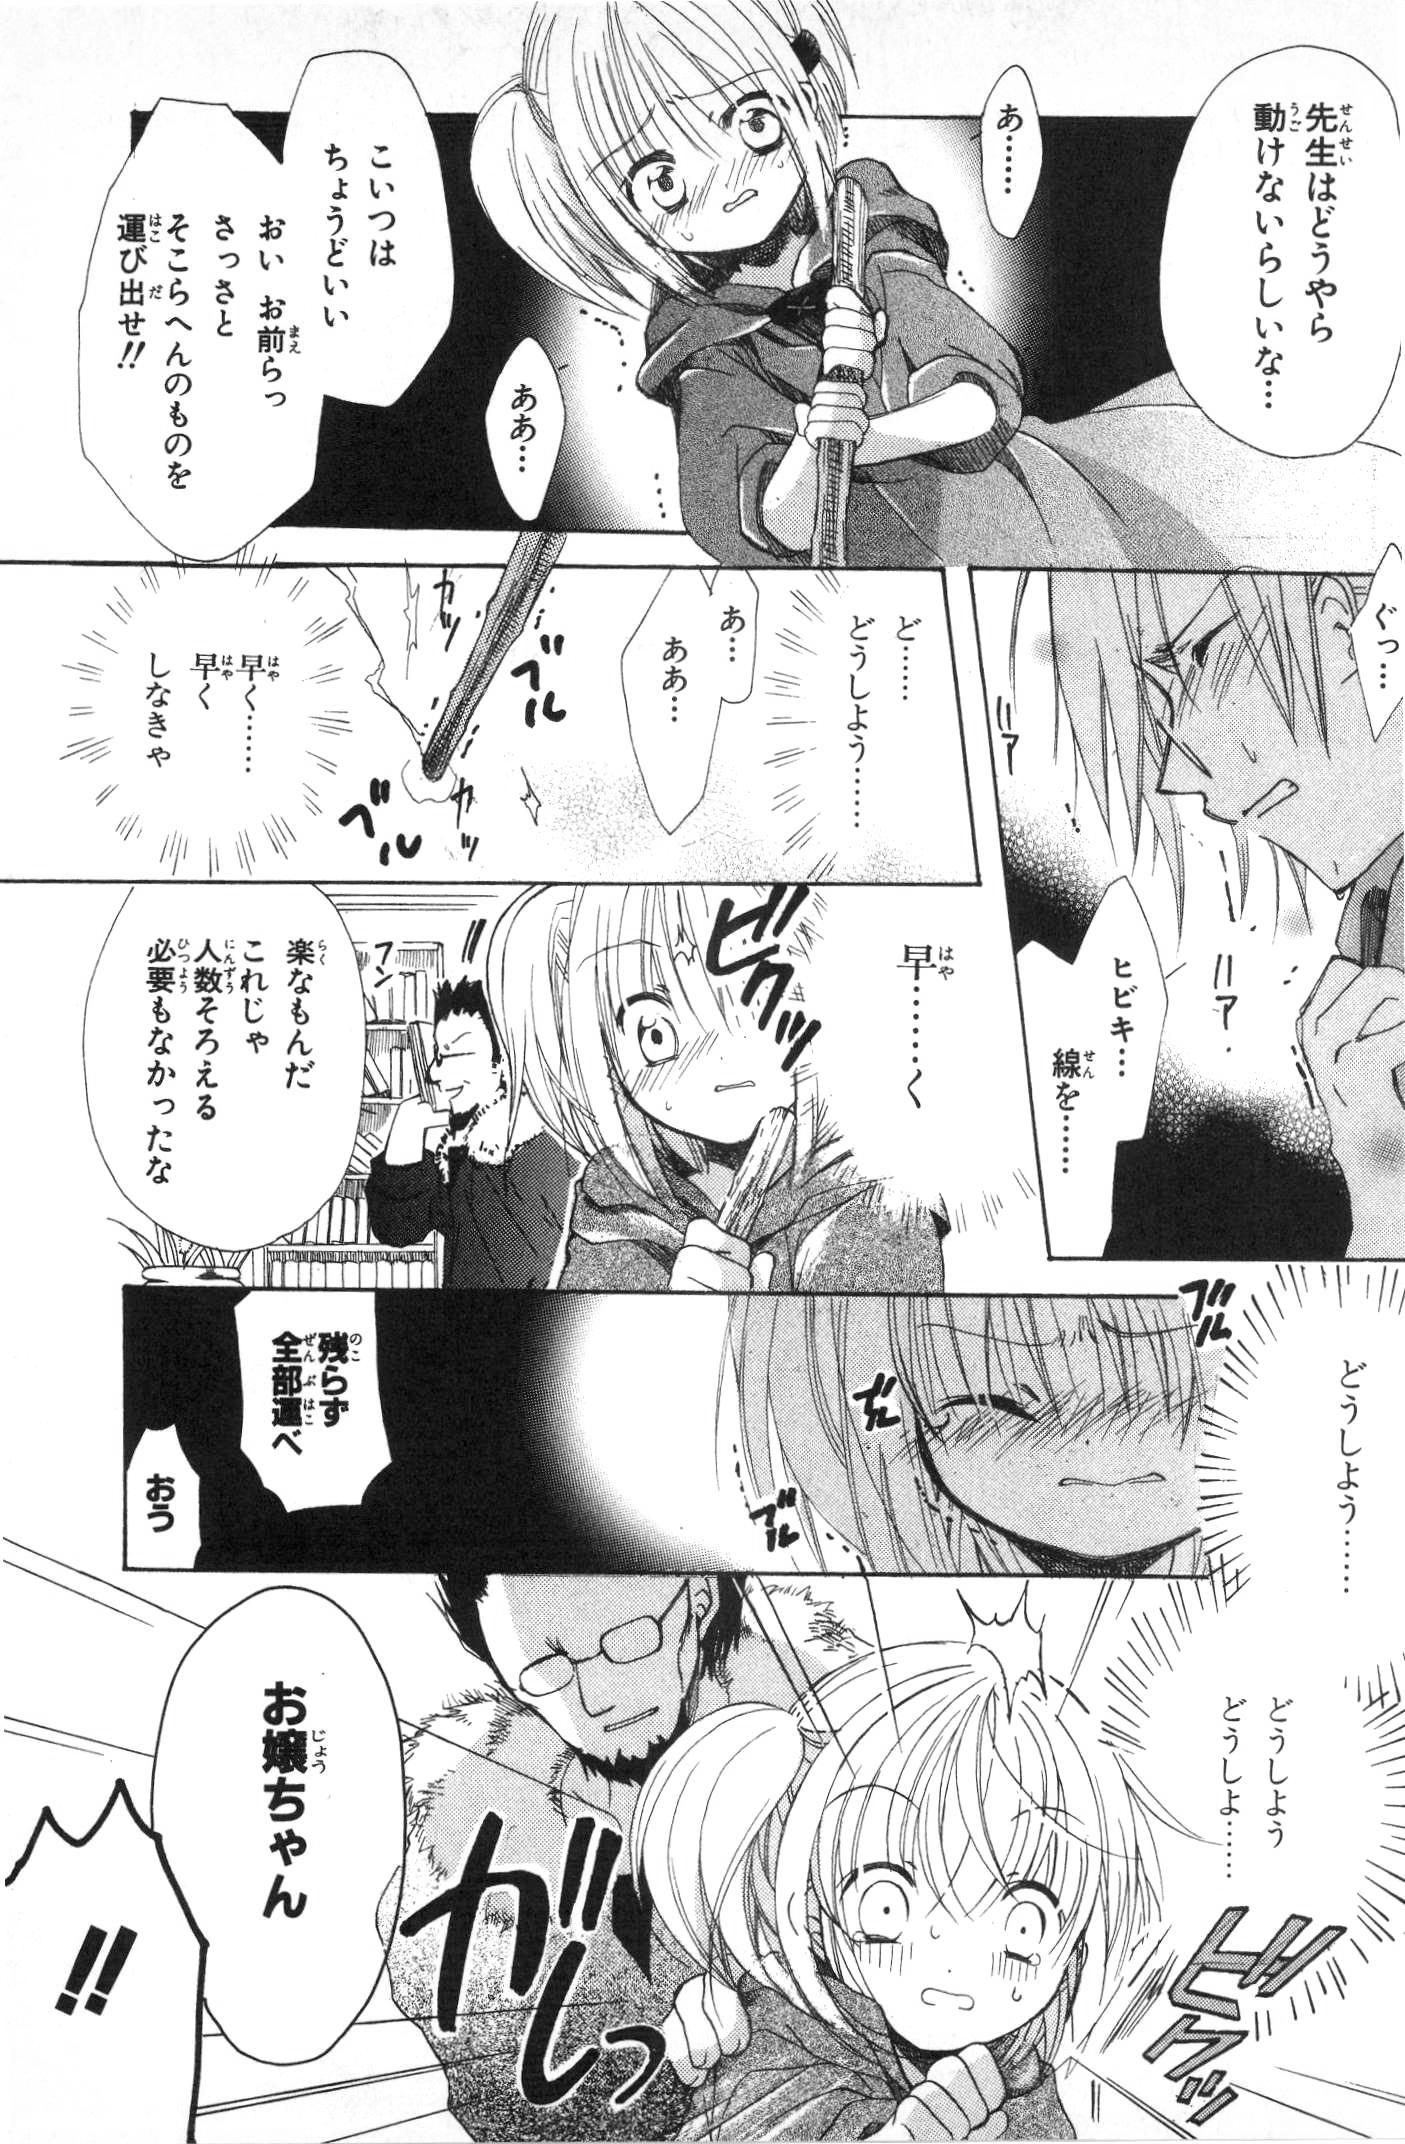 先生はどうやら
動けないらしいな…
あ……
ああ…
こいつは
ちょうどいい
おい お前らっ
さっさと
そこらへんのものを
運び出せ!!
ぐっ…
ハァ
ハァ
ヒビキ…
線を……
ど……
どうしよう……
あ…
ああ…
カッ
ブル
カッ
ブル
早く……
早く
しなきゃ
早………く
ビクッ
フン
楽なもんだ
これじゃ
人数そろえる
必要もなかったな
どうしよう……
ブル
ブル
ブル
残らず
全部運べ
おう
どうしよう
どうしよ……
ビクッ
がしっ
お嬢ちゃん
!!